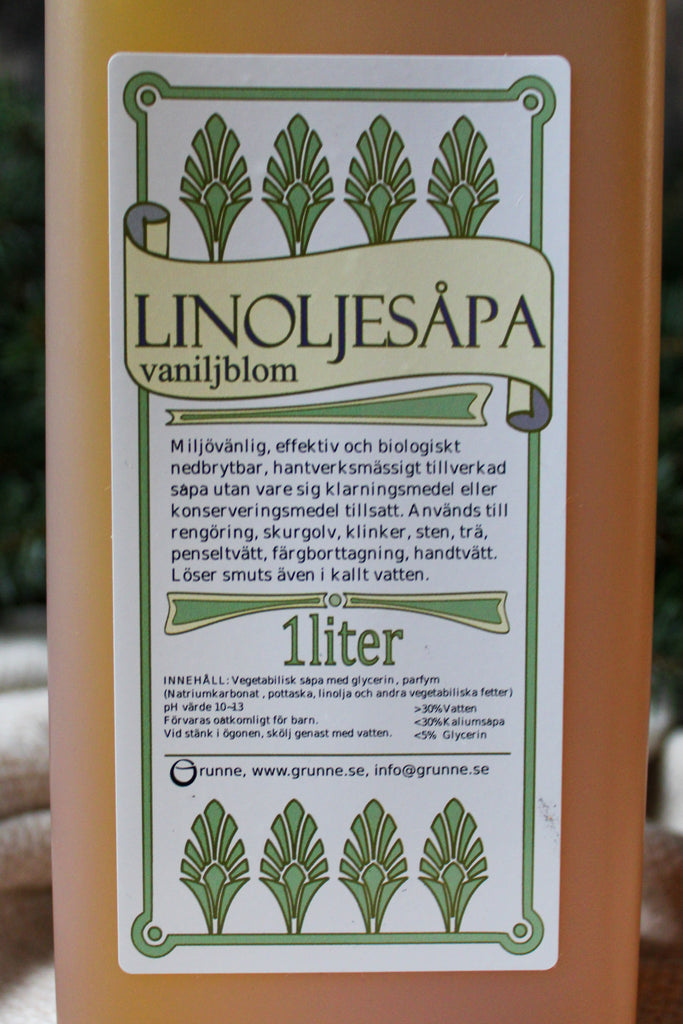 LINOLJESÅPA
vaniljblom
Miljövänlig, effektiv och biologiskt
nedbrytbar, hantverksmässigt tillverkad
såpa utan vare sig klarningsmedel eller
konserveringsmedel tillsatt. Används till
rengöring, skurgolv, klinker, sten, trä,
penseltvätt, färgborttagning, handtvätt.
Löser smuts även i kallt vatten.
1liter
INNEHÅLL: Vegetabilisk såpa med glycerin, parfym
(Natriumkarbonat, pottaska, linolja och andra vegetabiliska fetter)
pH värde 10-13
Förvaras oåtkomligt för barn.
Vid stänk i ögonen, skölj genast med vatten.
>30%Vatten
<30%Kaliumsåpa
<5% Glycerin
Grunne, www.grunne.se, info@grunne.se